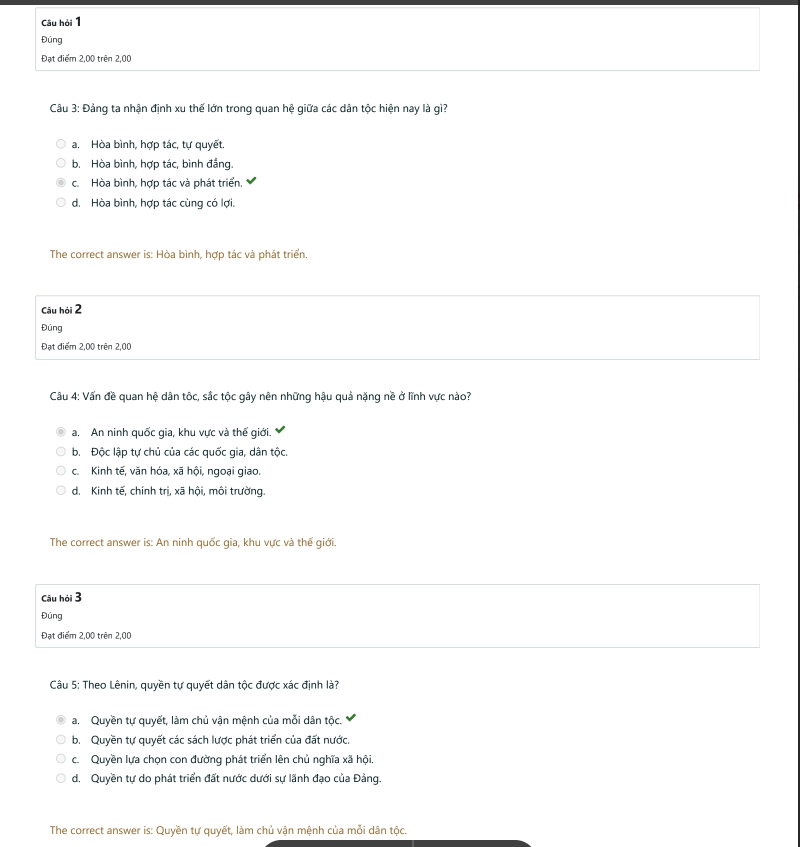 Câu hỏi 1
Đúng
Đạt điểm 2,00 trên 2,00
Câu 3: Đảng ta nhận định xu thế lớn trong quan hệ giữa các dân tộc hiện nay là gì?
a. Hòa bình, hợp tác, tự quyết.
b. Hòa bình, hợp tác, bình đẳng.
c. Hòa bình, hợp tác và phát triển.
d. Hòa bình, hợp tác cùng có lợi.
The correct answer is: Hòa bình, hợp tác và phát triển.
Câu hỏi 2
Đúng
Đạt điểm 2,00 trên 2,00
Câu 4: Vấn đề quan hệ dân tôc, sắc tộc gây nên những hậu quả nặng nề ở lĩnh vực nào?
a. An ninh quốc gia, khu vực và thế giới.
b. Độc lập tự chủ của các quốc gia, dân tộc.
c. Kinh tế, văn hóa, xã hội, ngoại giao.
d. Kinh tế, chính trị, xã hội, môi trường.
The correct answer is: An ninh quốc gia, khu vực và thế giới.
Câu hỏi 3
Đúng
Đạt điểm 2,00 trên 2,00
Câu 5: Theo Lênin, quyền tự quyết dân tộc được xác định là?
a. Quyền tự quyết, làm chủ vận mệnh của mỗi dân tộc.
b. Quyền tự quyết các sách lược phát triển của đất nước.
c. Quyền lựa chọn con đường phát triển lên chủ nghĩa xã hội.
d. Quyền tự do phát triển đất nước dưới sự lãnh đạo của Đảng.
The correct answer is: Quyền tự quyết, làm chủ vận mệnh của mỗi dân tộc.